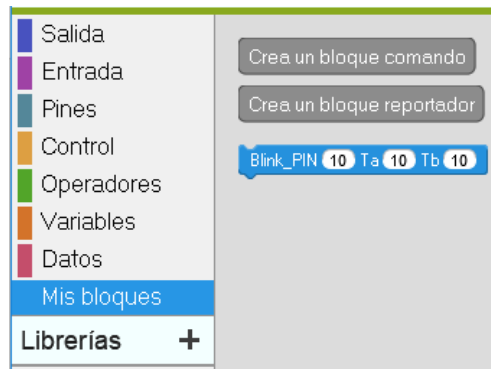 Salida
Entrada
Pines
Control
Operadores
Variables
Datos
Mis bloques
Librerías +
Crea un bloque comando
Crea un bloque reportador
Blink_PIN 10 Ta 10 Tb 10